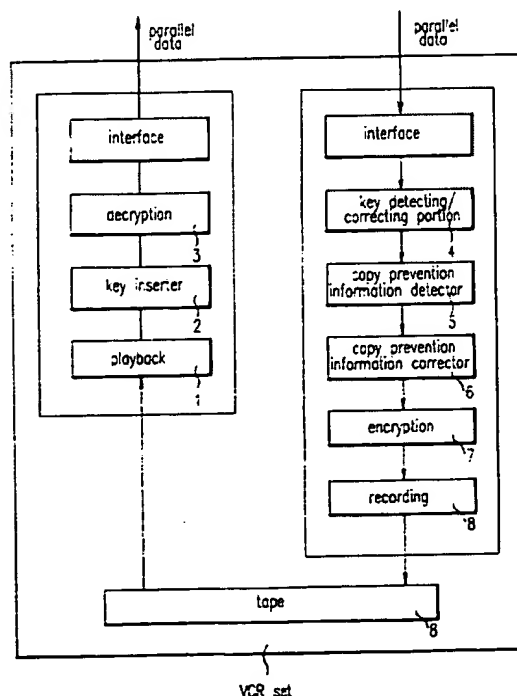 parallel
data
interface
decryption
3
key inserter
2
playback
1
parallel
data
interface
key detecting/
correcting portion
4
copy prevention
information detector
5
copy prevention
information corrector
6
encryption
7
recording
8
tape
8
VCR set